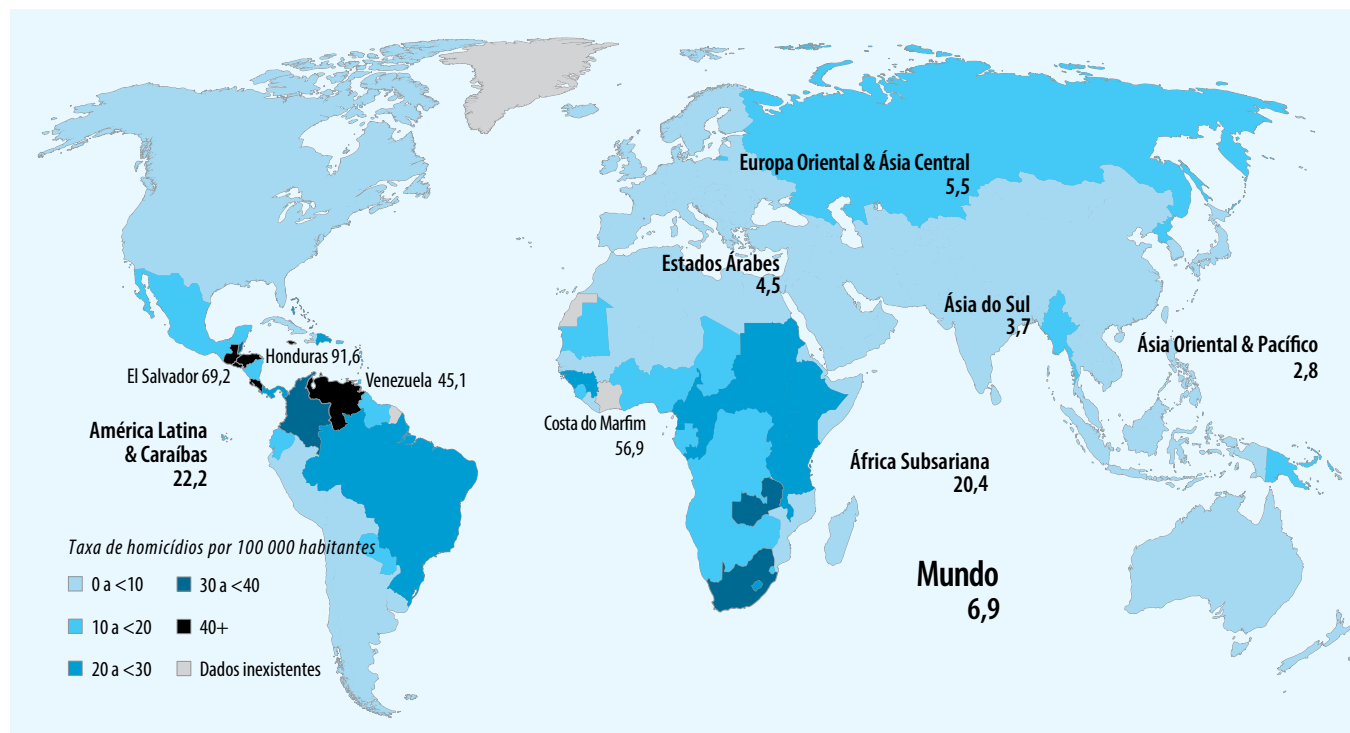 Europa Oriental & Ásia Central
5,5
Estados Árabes
4,5
Ásia do Sul
3,7
Ásia Oriental & Pacífico
2,8
Honduras 91,6
El Salvador 69,2
Venezuela 45,1
Costa do Marfim
56,9
América Latina
& Caraíbas
22,2
África Subsariana
20,4
Mundo
6,9
Taxa de homicídios por 100 000 habitantes
0 a <10
10 a <20
20 a <30
30 a <40
40+
Dados inexistentes